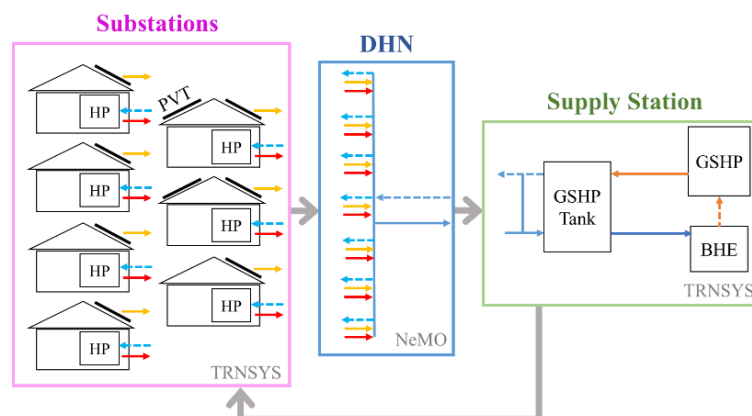 Substations
DHN
Supply Station
PVT
HP
HP
HP
HP
HP
HP
HP
TRNSYS
NeMO
GSHP
Tank
GSHP
BHE
TRNSYS